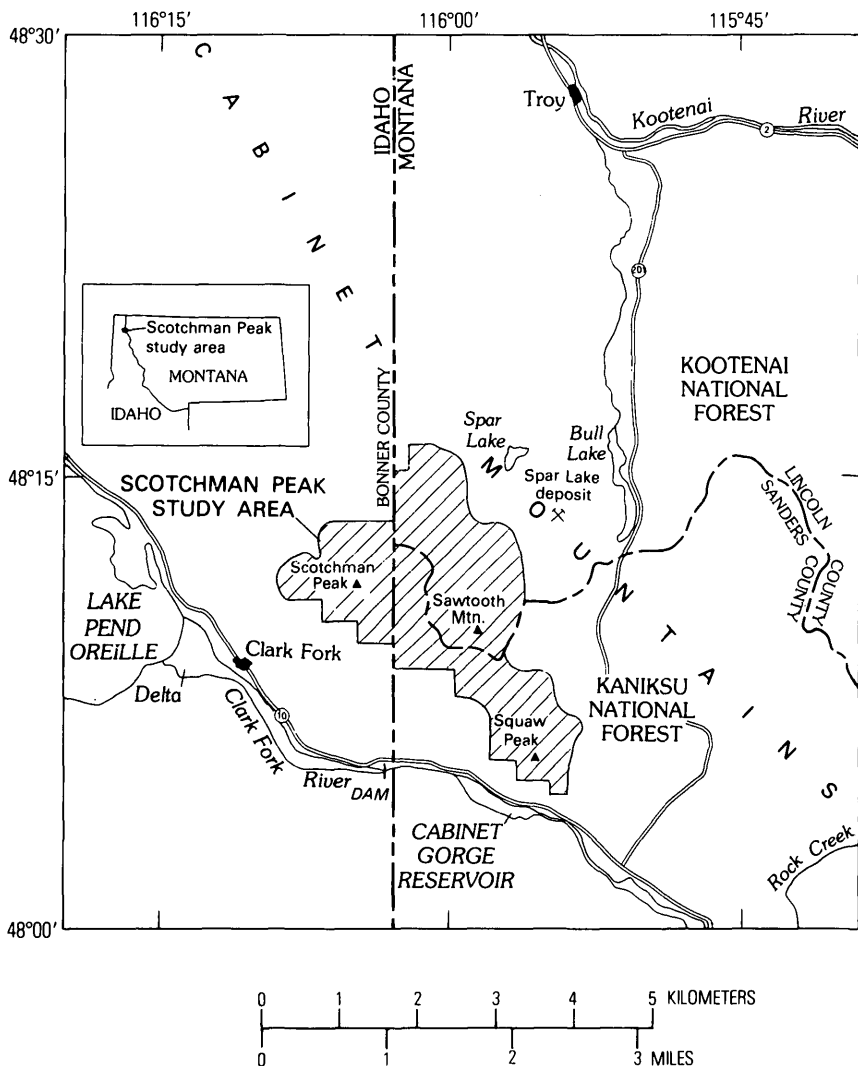 116°15'
116°00'
115°45'
48°30'
CABINET
IDAHO
MONTANA
Troy
Kootenai
River
2
Scotchman Peak
study area
MONTANA
IDAHO
KOOTENAI
NATIONAL
FOREST
BONNER COUNTY
Spar
Lake
Bull
Lake
48°15'
SCOTCHMAN PEAK
STUDY AREA
Spar Lake
deposit
MOUNTAINS
LINCOLN
COUNTY
SANDERS
COUNTY
Scotchman
Peak
Sawtooth
Mtn.
LAKE
PEND
OREILLE
Clark Fork
Delta
Clark Fork
River
10
DAM
KANIKSU
NATIONAL
FOREST
Squaw
Peak
CABINET
GORGE
RESERVOIR
Rock Creek
48°00'
0 1 2 3 4 5 KILOMETERS
0 1 2 3 MILES